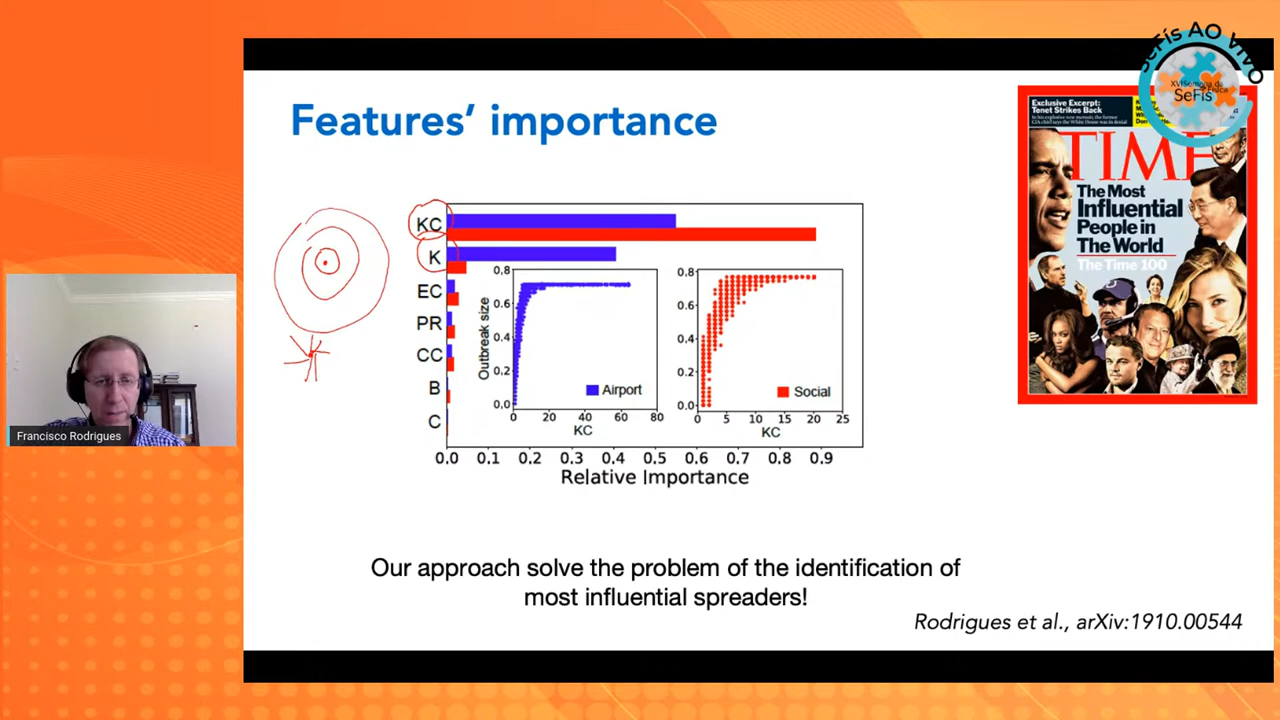 SeFís AO VIVO
XVI Semana da
Física
SeFís
Features' importance
Exclusive Excerpt:
Tenet Strikes Back
TIME
The Most
Influential
People in
The World
The Time 100
KC
K
EC
PR
CC
B
C
0.0 0.1 0.2 0.3 0.4 0.5 0.6 0.7 0.8 0.9
Relative Importance
Outbreak size
0.8
0.6
0.4
0.2
0.0
0 20 40 60 80
KC
Airport
0.8
0.6
0.4
0.2
0.0
0 5 10 15 20 25
KC
Social
Francisco Rodrigues
Our approach solve the problem of the identification of
most influential spreaders!
Rodrigues et al., arXiv:1910.00544